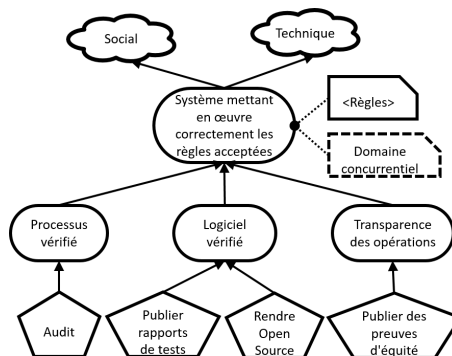 Social
Technique
Système mettant
en œuvre
correctement les
règles acceptées
<Règles>
Domaine
concurrentiel
Processus
vérifié
Logiciel
vérifié
Transparence
des opérations
Audit
Publier
rapports
de tests
Rendre
Open
Source
Publier des
preuves
d'équité